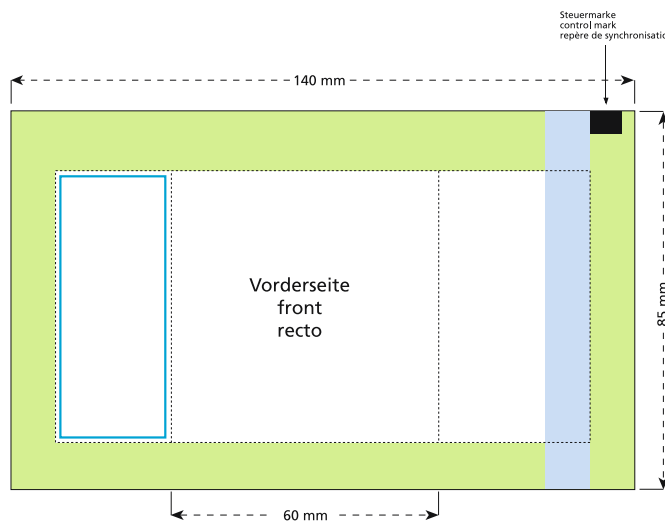 Steuermarke
control mark
repère de synchronisatio
140 mm
Vorderseite
front
recto
85 mm
60 mm